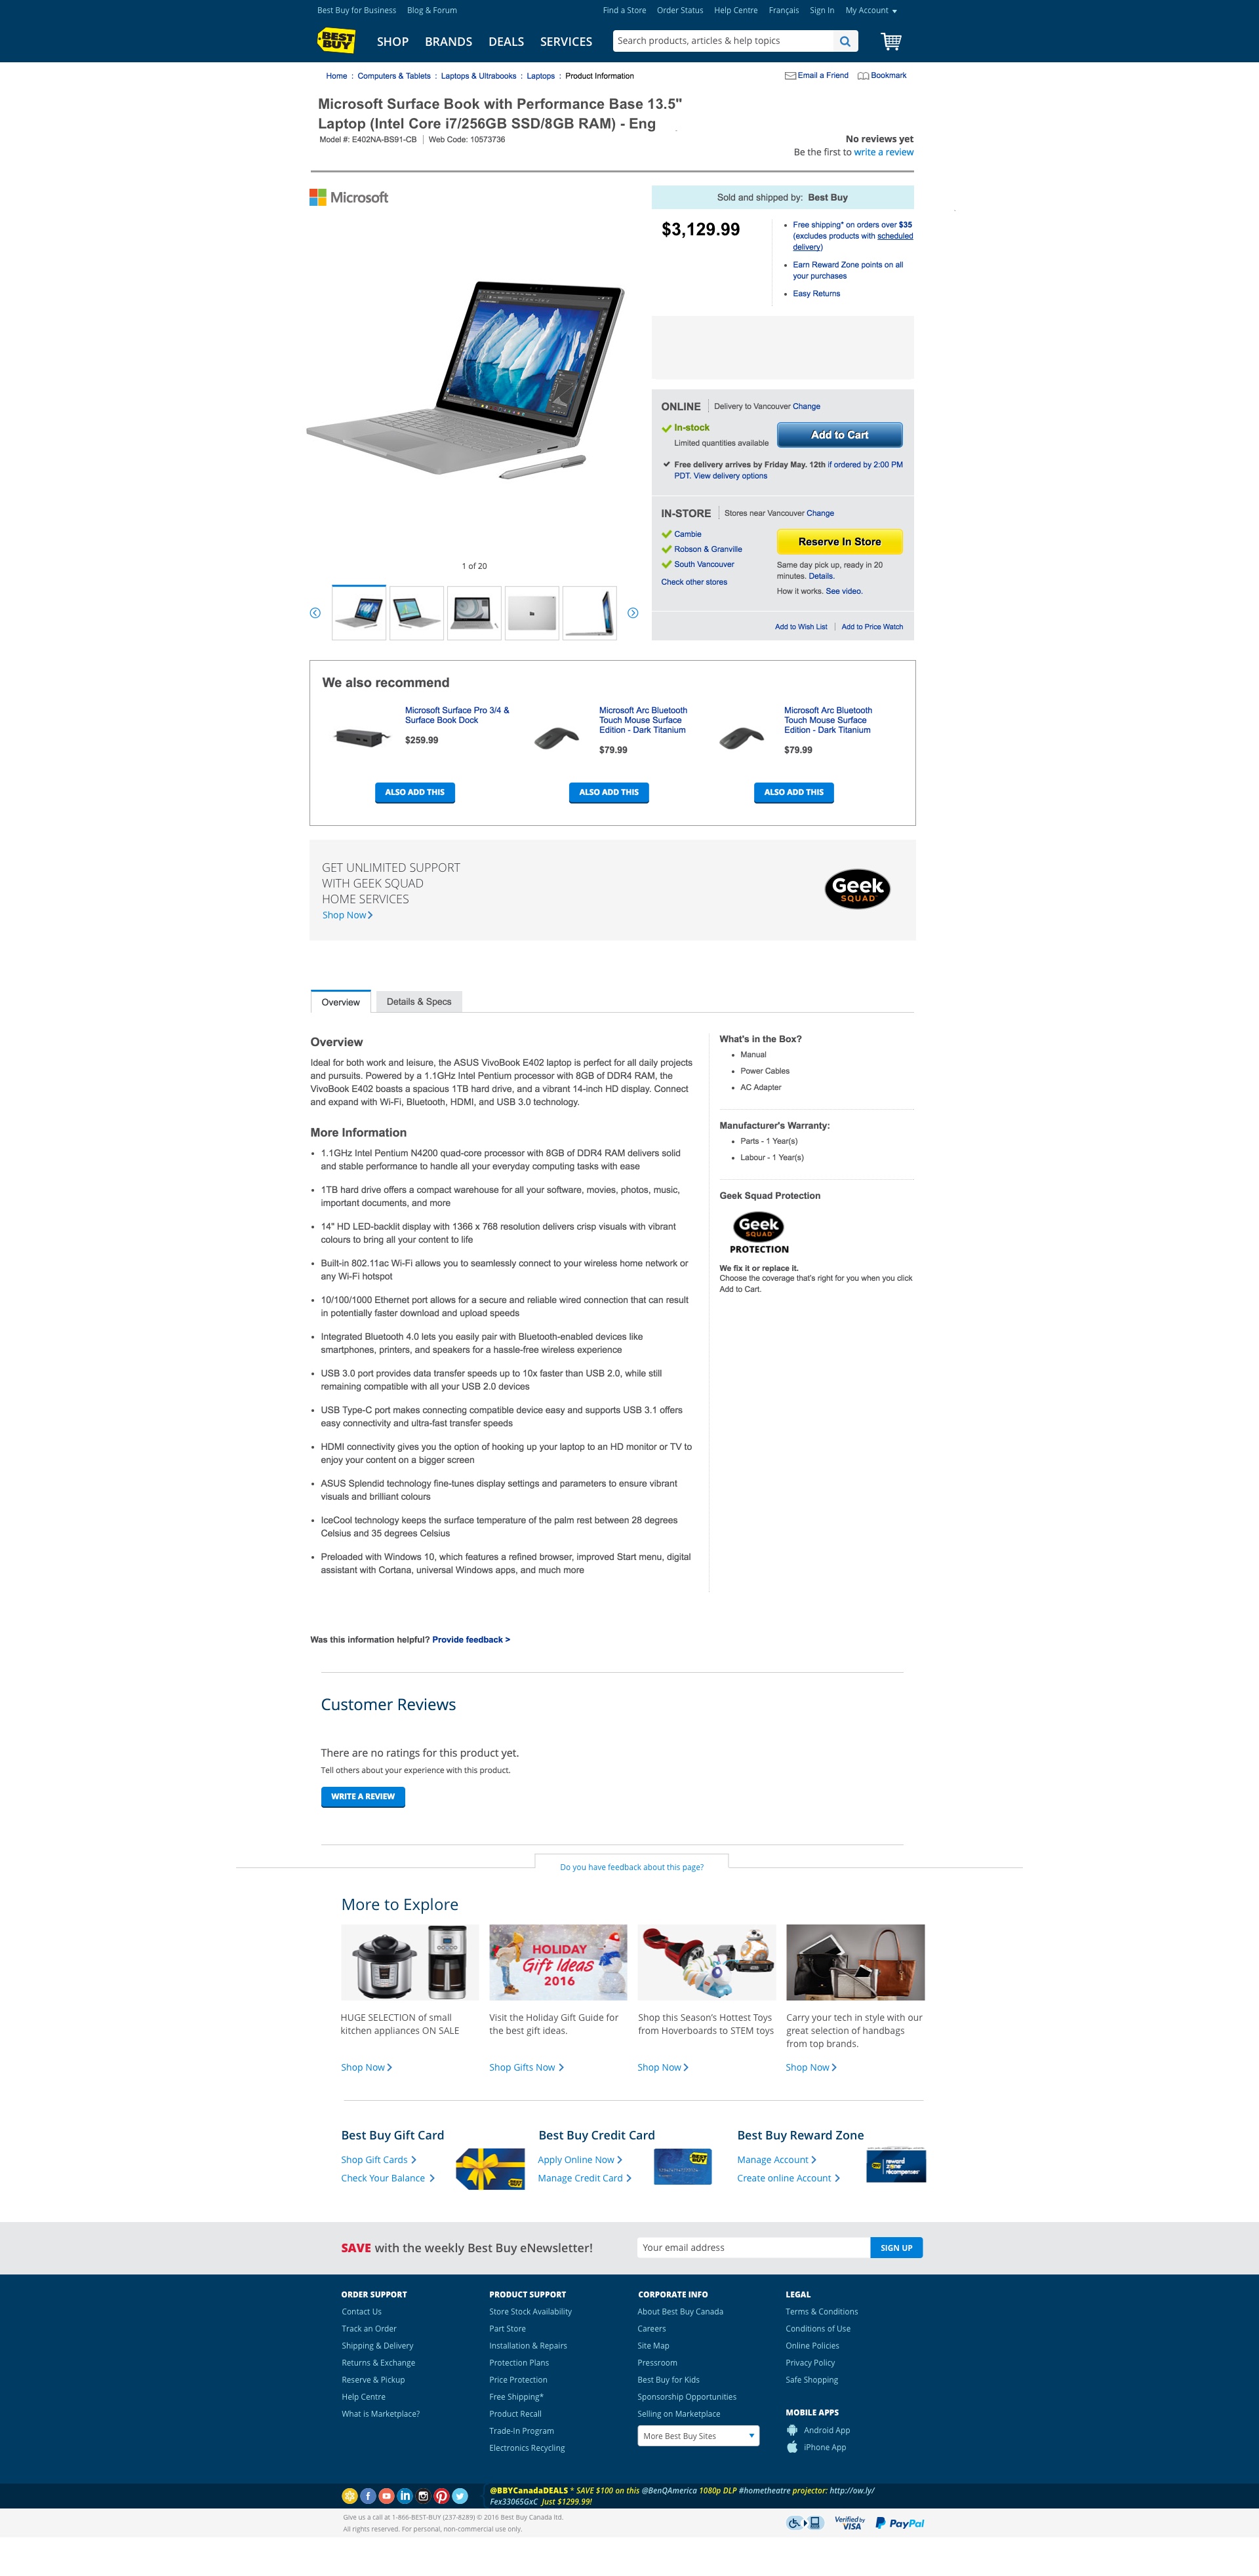 Best Buy for Business Blog & Forum Find a Store Order Status Help Centre Français Sign In My Account
BEST BUY
SHOP BRANDS DEALS SERVICES Search products, articles & help topics
Home : Computers & Tablets : Laptops & Ultrabooks : Laptops : Product Information
Email a Friend Bookmark
Microsoft Surface Book with Performance Base 13.5"
Laptop (Intel Core i7/256GB SSD/8GB RAM) - Eng
Model #: E402NA-BS91-CB | Web Code: 10573736
No reviews yet
Be the first to write a review
Microsoft
Sold and shipped by: Best Buy
$3,129.99
• Free shipping* on orders over $35
(excludes products with scheduled
delivery)
• Earn Reward Zone points on all
your purchases
• Easy Returns
ONLINE | Delivery to Vancouver Change
In-stock
Limited quantities available
Add to Cart
Free delivery arrives by Friday May. 12th if ordered by 2:00 PM
PDT. View delivery options
IN-STORE | Stores near Vancouver Change
Cambie
Robson & Granville
South Vancouver
Check other stores
Reserve In Store
Same day pick up, ready in 20
minutes. Details.
How it works. See video.
Add to Wish List | Add to Price Watch
1 of 20
We also recommend
Microsoft Surface Pro 3/4 &
Surface Book Dock
$259.99
ALSO ADD THIS
Microsoft Arc Bluetooth
Touch Mouse Surface
Edition - Dark Titanium
$79.99
ALSO ADD THIS
Microsoft Arc Bluetooth
Touch Mouse Surface
Edition - Dark Titanium
$79.99
ALSO ADD THIS
GET UNLIMITED SUPPORT
WITH GEEK SQUAD
HOME SERVICES
Shop Now
Geek
SQUAD
Overview Details & Specs
Overview
Ideal for both work and leisure, the ASUS VivoBook E402 laptop is perfect for all daily projects
and pursuits. Powered by a 1.1GHz Intel Pentium processor with 8GB of DDR4 RAM, the
VivoBook E402 boasts a spacious 1TB hard drive, and a vibrant 14-inch HD display. Connect
and expand with Wi-Fi, Bluetooth, HDMI, and USB 3.0 technology.
More Information
• 1.1GHz Intel Pentium N4200 quad-core processor with 8GB of DDR4 RAM delivers solid
and stable performance to handle all your everyday computing tasks with ease
• 1TB hard drive offers a compact warehouse for all your software, movies, photos, music,
important documents, and more
• 14" HD LED-backlit display with 1366 x 768 resolution delivers crisp visuals with vibrant
colours to bring all your content to life
• Built-in 802.11ac Wi-Fi allows you to seamlessly connect to your wireless home network or
any Wi-Fi hotspot
• 10/100/1000 Ethernet port allows for a secure and reliable wired connection that can result
in potentially faster download and upload speeds
• Integrated Bluetooth 4.0 lets you easily pair with Bluetooth-enabled devices like
smartphones, printers, and speakers for a hassle-free wireless experience
• USB 3.0 port provides data transfer speeds up to 10x faster than USB 2.0, while still
remaining compatible with all your USB 2.0 devices
• USB Type-C port makes connecting compatible device easy and supports USB 3.1 offers
easy connectivity and ultra-fast transfer speeds
• HDMI connectivity gives you the option of hooking up your laptop to an HD monitor or TV to
enjoy your content on a bigger screen
• ASUS Splendid technology fine-tunes display settings and parameters to ensure vibrant
visuals and brilliant colours
• IceCool technology keeps the surface temperature of the palm rest between 28 degrees
Celsius and 35 degrees Celsius
• Preloaded with Windows 10, which features a refined browser, improved Start menu, digital
assistant with Cortana, universal Windows apps, and much more
What's in the Box?
• Manual
• Power Cables
• AC Adapter
Manufacturer's Warranty:
• Parts - 1 Year(s)
• Labour - 1 Year(s)
Geek Squad Protection
Geek
SQUAD
PROTECTION
We fix it or replace it.
Choose the coverage that's right for you when you click
Add to Cart.
Was this information helpful? Provide feedback >
Customer Reviews
There are no ratings for this product yet.
Tell others about your experience with this product.
WRITE A REVIEW
Do you have feedback about this page?
More to Explore
HOLIDAY
Gift Ideas
2016
HUGE SELECTION of small
kitchen appliances ON SALE
Shop Now
Visit the Holiday Gift Guide for
the best gift ideas.
Shop Gifts Now
Shop this Season's Hottest Toys
from Hoverboards to STEM toys
Shop Now
Carry your tech in style with our
great selection of handbags
from top brands.
Shop Now
Best Buy Gift Card
Shop Gift Cards
Check Your Balance
Best Buy Credit Card
Apply Online Now
Manage Credit Card
BEST BUY
Best Buy Reward Zone
Manage Account
Create online Account
reward
zone
récompenses
SAVE with the weekly Best Buy eNewsletter!
Your email address SIGN UP
ORDER SUPPORT
Contact Us
Track an Order
Shipping & Delivery
Returns & Exchange
Reserve & Pickup
Help Centre
What is Marketplace?
PRODUCT SUPPORT
Store Stock Availability
Part Store
Installation & Repairs
Protection Plans
Price Protection
Free Shipping*
Product Recall
Trade-In Program
Electronics Recycling
CORPORATE INFO
About Best Buy Canada
Careers
Site Map
Pressroom
Best Buy for Kids
Sponsorship Opportunities
Selling on Marketplace
More Best Buy Sites
LEGAL
Terms & Conditions
Conditions of Use
Online Policies
Privacy Policy
Safe Shopping
MOBILE APPS
Android App
iPhone App
@BBYCanadaDEALS * SAVE $100 on this @BenQAmerica 1080p DLP #hometheatre projector: http://ow.ly/
Fex33065GxC Just $1299.99!
Give us a call at 1-866-BEST-BUY (237-8289) © 2016 Best Buy Canada ltd.
All rights reserved. For personal, non-commercial use only.
Verified by
VISA
PayPal